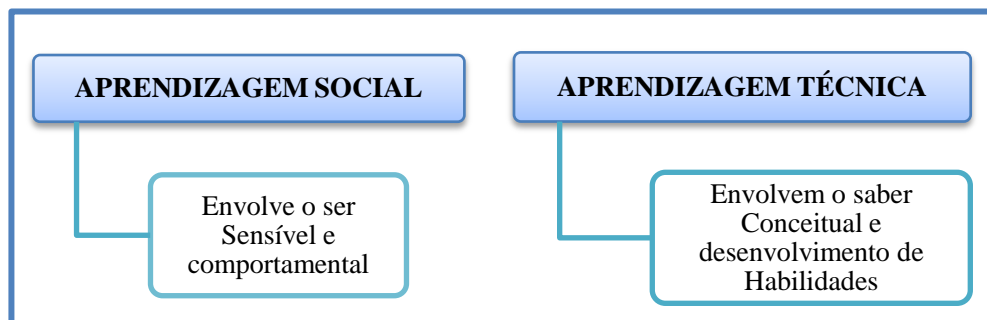 APRENDIZAGEM SOCIAL
Envolve o ser
Sensível e
comportamental
APRENDIZAGEM TÉCNICA
Envolvem o saber
Conceitual e
desenvolvimento de
Habilidades